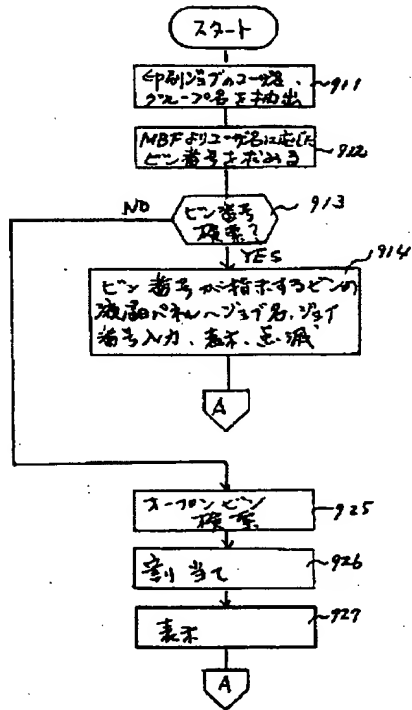 スタート
印刷ジョブのユーザ名、
グループ名を抽出
911
MBFよりユーザ名に応じた
ビン番号を求める
912
ビン番号
検索?
913
NO
YES
914
ビン番号が指示するビンの
液晶パネルへジョブ名、ジョブ
番号入力、表示、点滅
A
オープンビン
検索
925
割り当て
926
表示
927
A